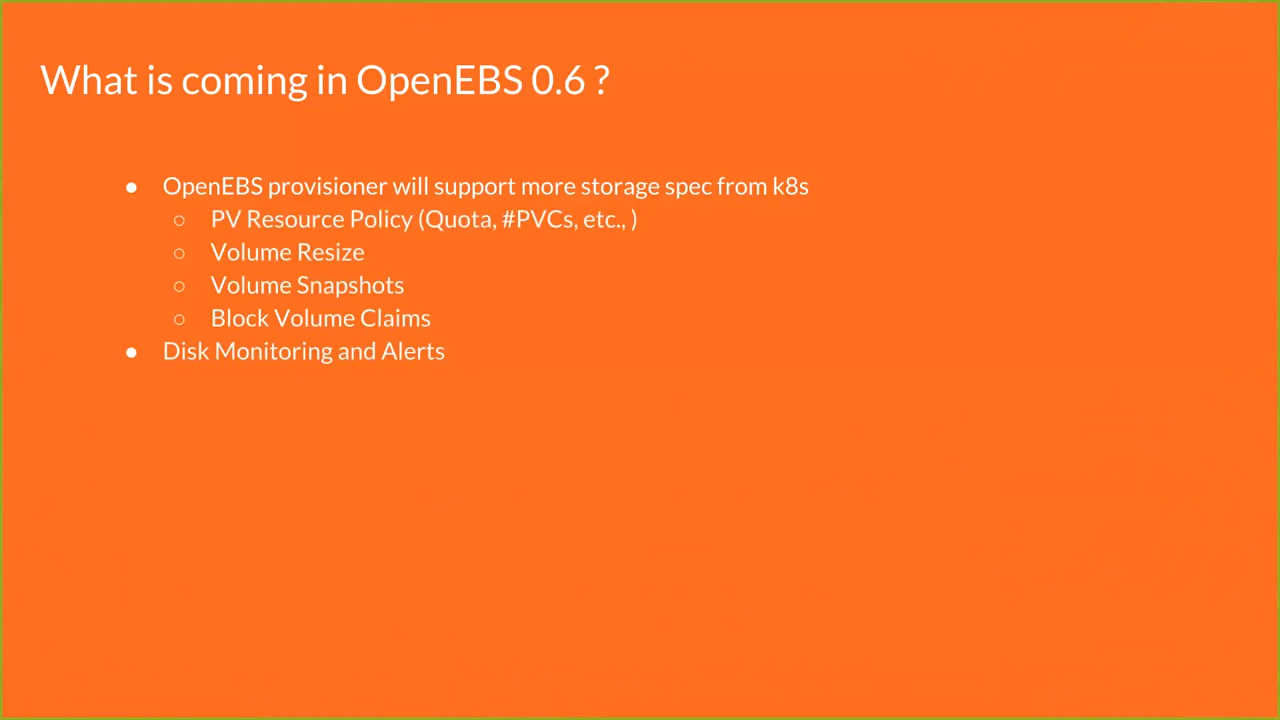 What is coming in OpenEBS 0.6 ?
● OpenEBS provisioner will support more storage spec from k8s
○ PV Resource Policy (Quota, #PVCs, etc., )
○ Volume Resize
○ Volume Snapshots
○ Block Volume Claims
● Disk Monitoring and Alerts